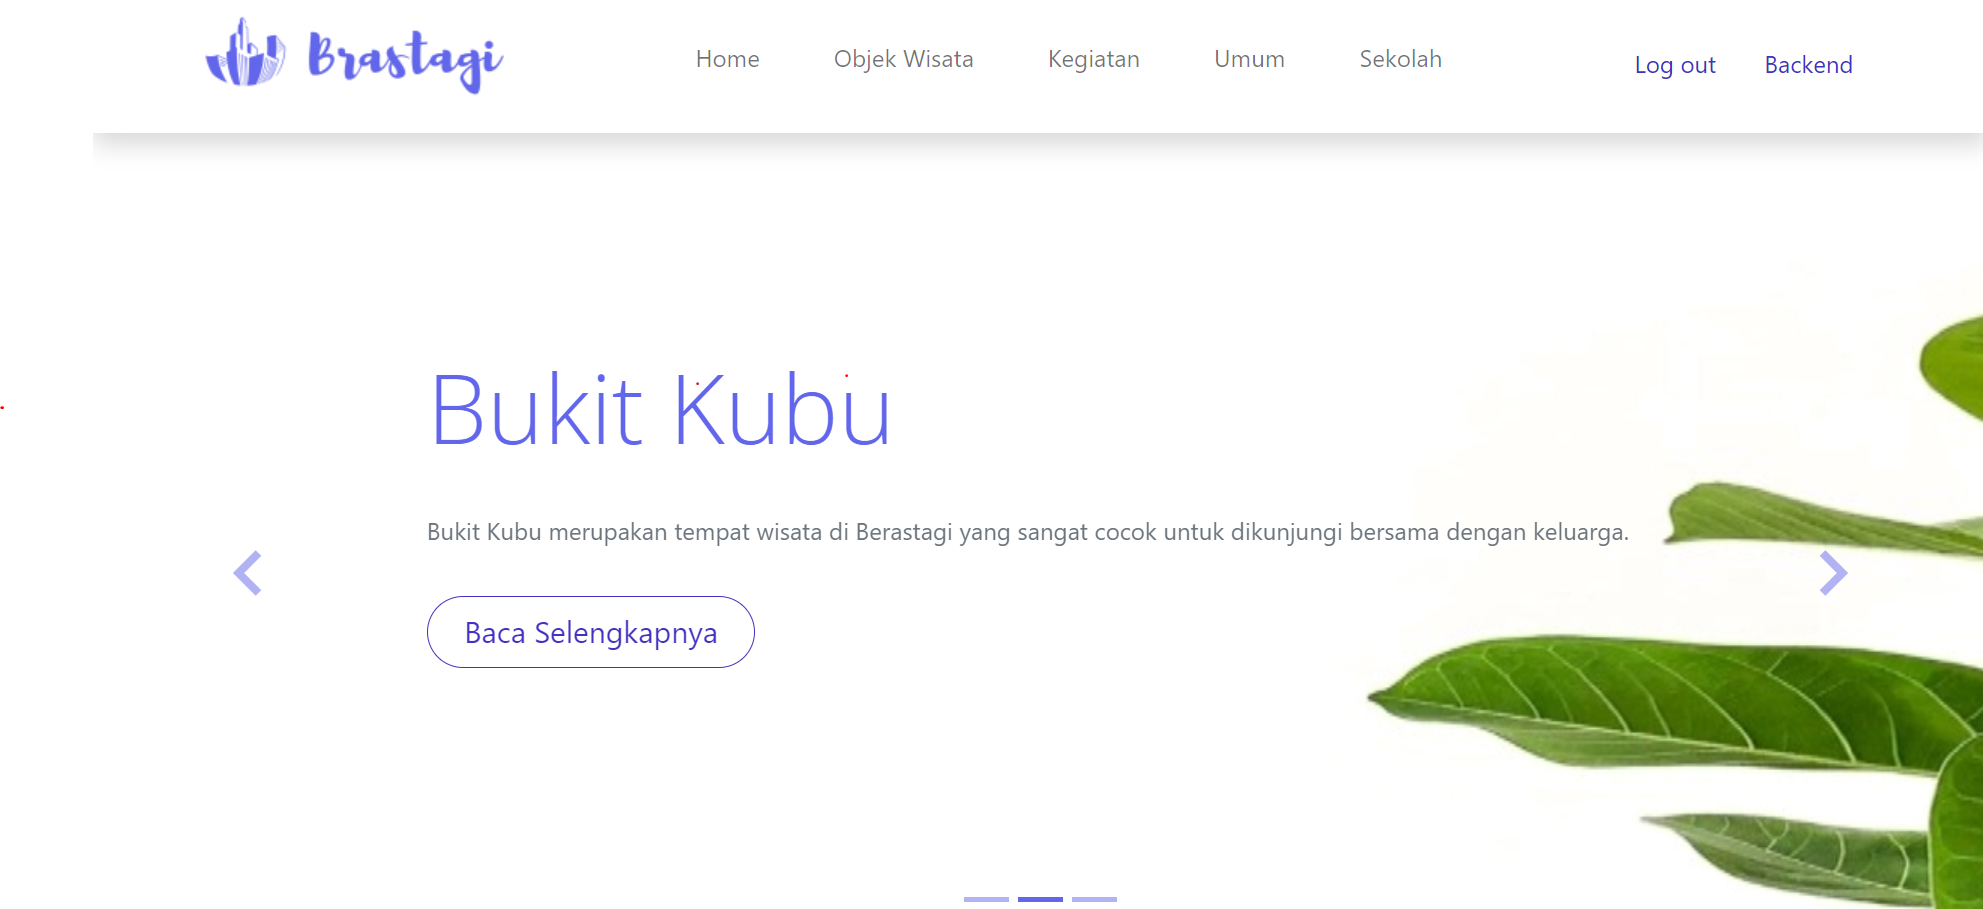 Brastagi
Home Objek Wisata Kegiatan Umum Sekolah
Log out Backend
Bukit Kubu
Bukit Kubu merupakan tempat wisata di Berastagi yang sangat cocok untuk dikunjungi bersama dengan keluarga.
Baca Selengkapnya